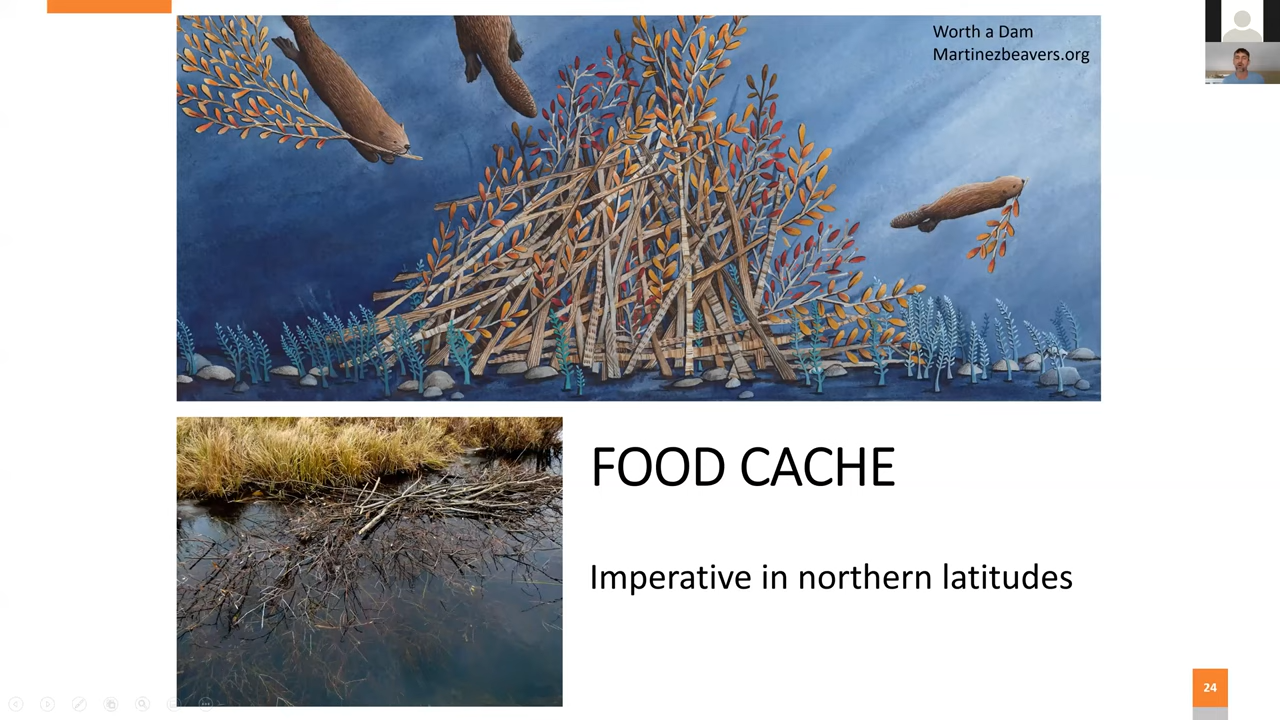 Worth a Dam
Martinezbeavers.org
FOOD CACHE
Imperative in northern latitudes
24